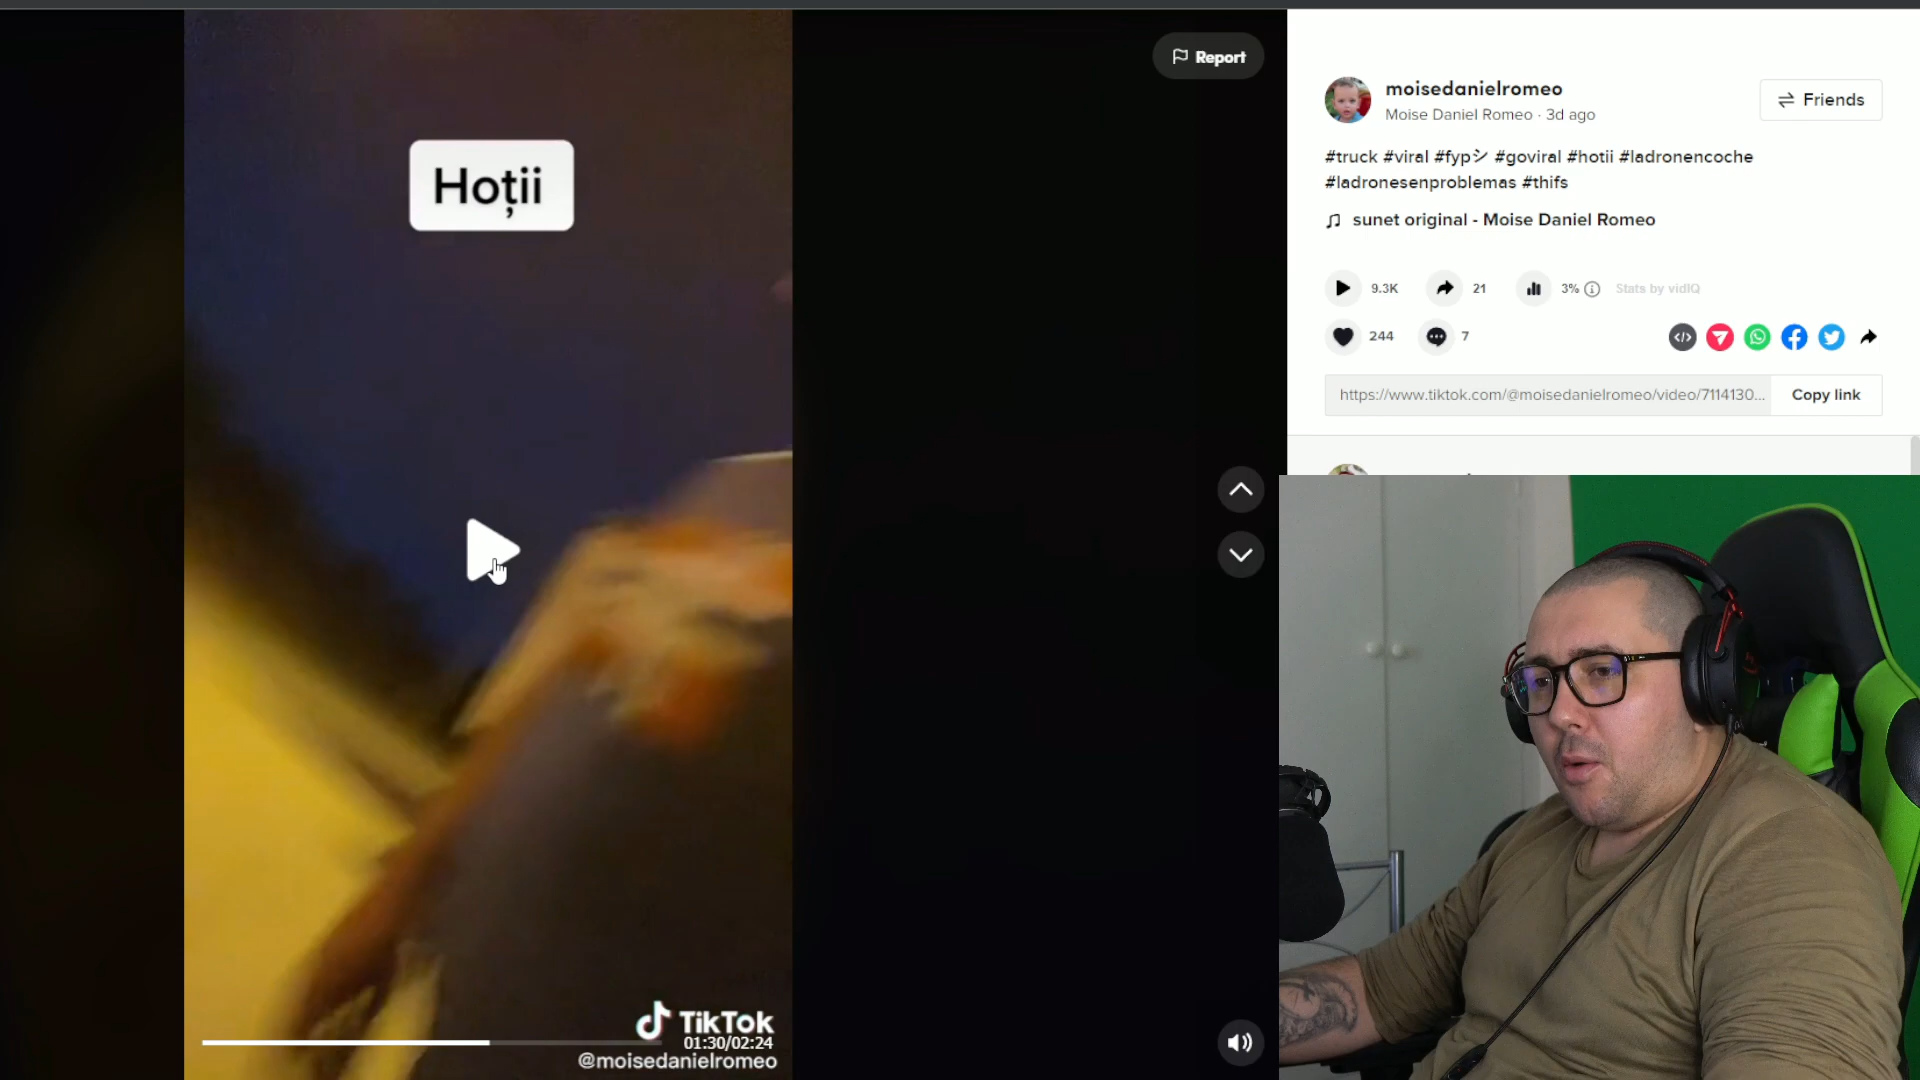 Report
Hoții
TikTok
01:30/02:24
@moisedanielromeo
moisedanielromeo
Moise Daniel Romeo · 3d ago
Friends
#truck #viral #fypシ #goviral #hotii #ladronencoche
#ladronesenproblemas #thifs
sunet original - Moise Daniel Romeo
9.3K
21
3%
Stats by vidIQ
244
7
https://www.tiktok.com/@moisedanielromeo/video/7114130...
Copy link